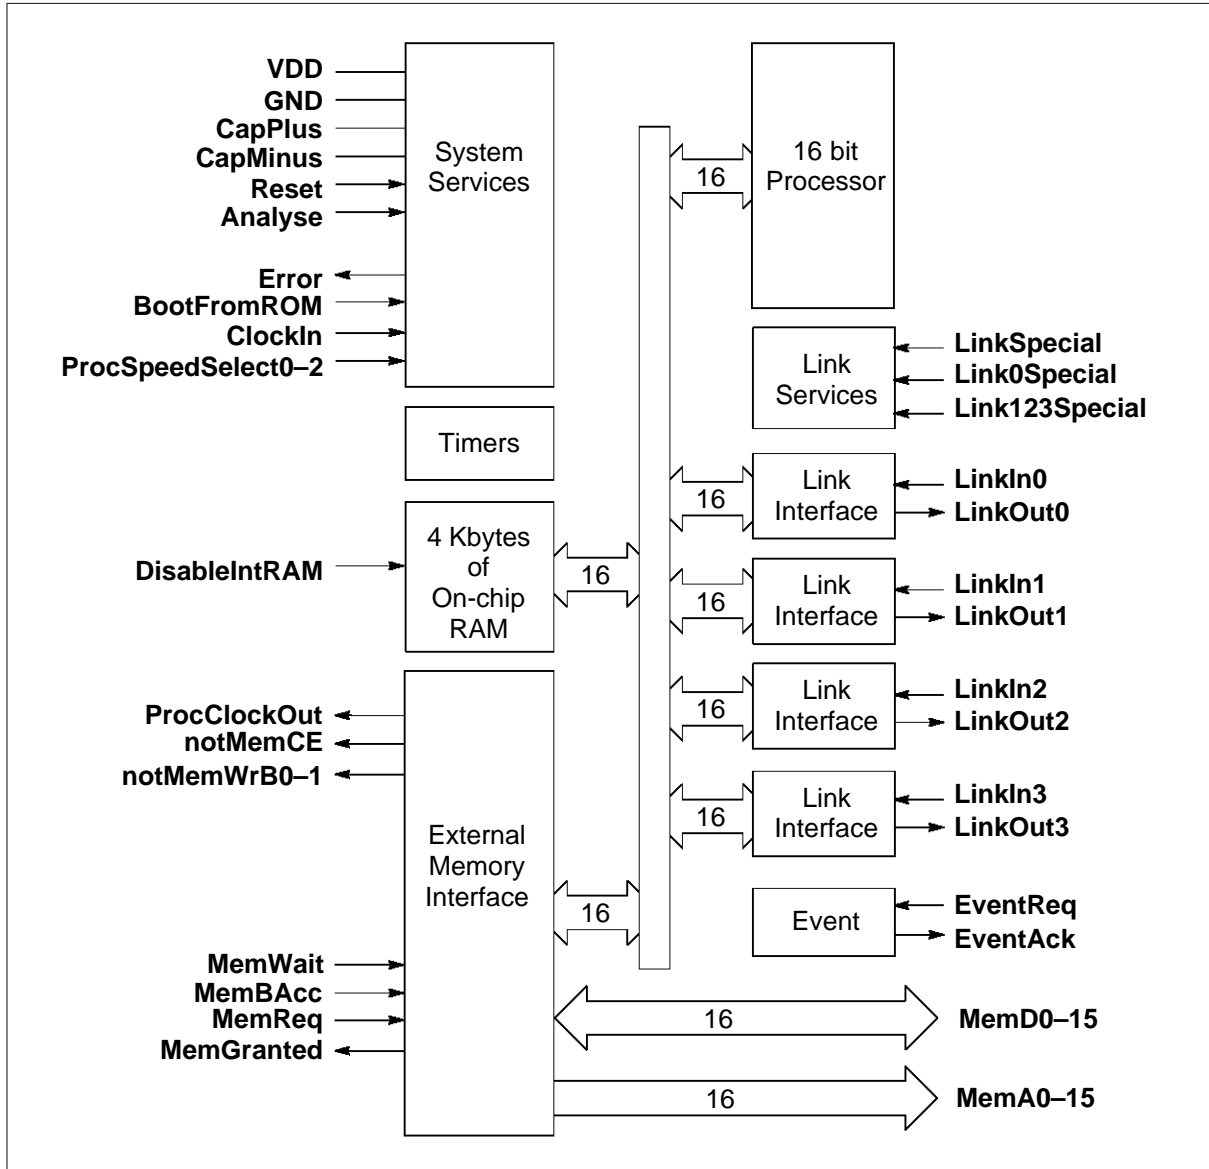 VDD
GND
CapPlus
CapMinus
Reset
Analyse
Error
BootFromROM
ClockIn
ProcSpeedSelect0–2
System
Services
16
16 bit
Processor
Link
Services
LinkSpecial
Link0Special
Link123Special
Timers
16
Link
Interface
LinkIn0
LinkOut0
DisableIntRAM
4 Kbytes
of
On-chip
RAM
16
16
Link
Interface
LinkIn1
LinkOut1
16
Link
Interface
LinkIn2
LinkOut2
ProcClockOut
notMemCE
notMemWrB0–1
16
Link
Interface
LinkIn3
LinkOut3
External
Memory
Interface
16
Event
EventReq
EventAck
MemWait
MemBAcc
MemReq
MemGranted
16
MemD0–15
16
MemA0–15